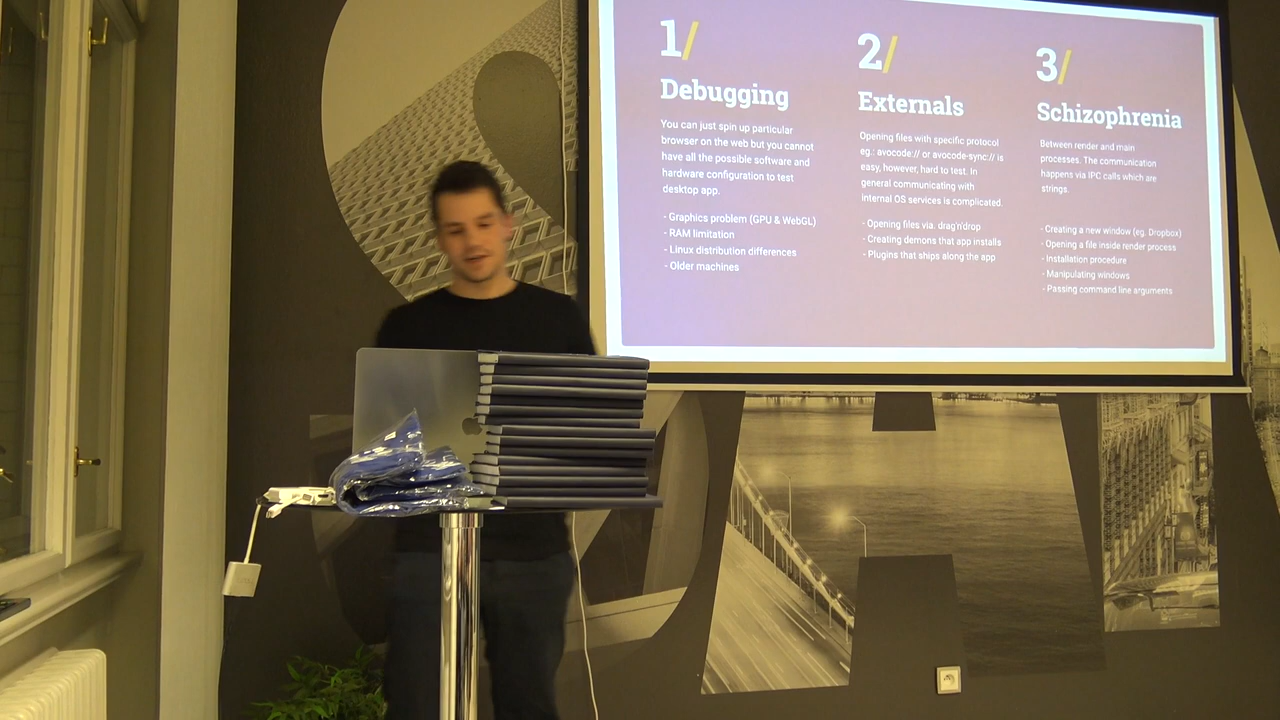 1/
Debugging
You can just spin up particular
browser on the web but you cannot
have all the possible software and
hardware configuration to test
desktop app.
- Graphics problem (GPU & WebGL)
- RAM limitation
- Linux distribution differences
- Older machines
2/
Externals
Opening files with specific protocol
eg.: avocode:// or avocode-sync:// is
easy, however, hard to test. In
general communicating with
internal OS services is complicated.
- Opening files via. drag'n'drop
- Creating demons that app installs
- Plugins that ships along the app
3/
Schizophrenia
Between render and main
processes. The communication
happens via IPC calls which are
strings.
- Creating a new window (eg. Dropbox)
- Opening a file inside render process
- Installation procedure
- Manipulating windows
- Passing command line arguments